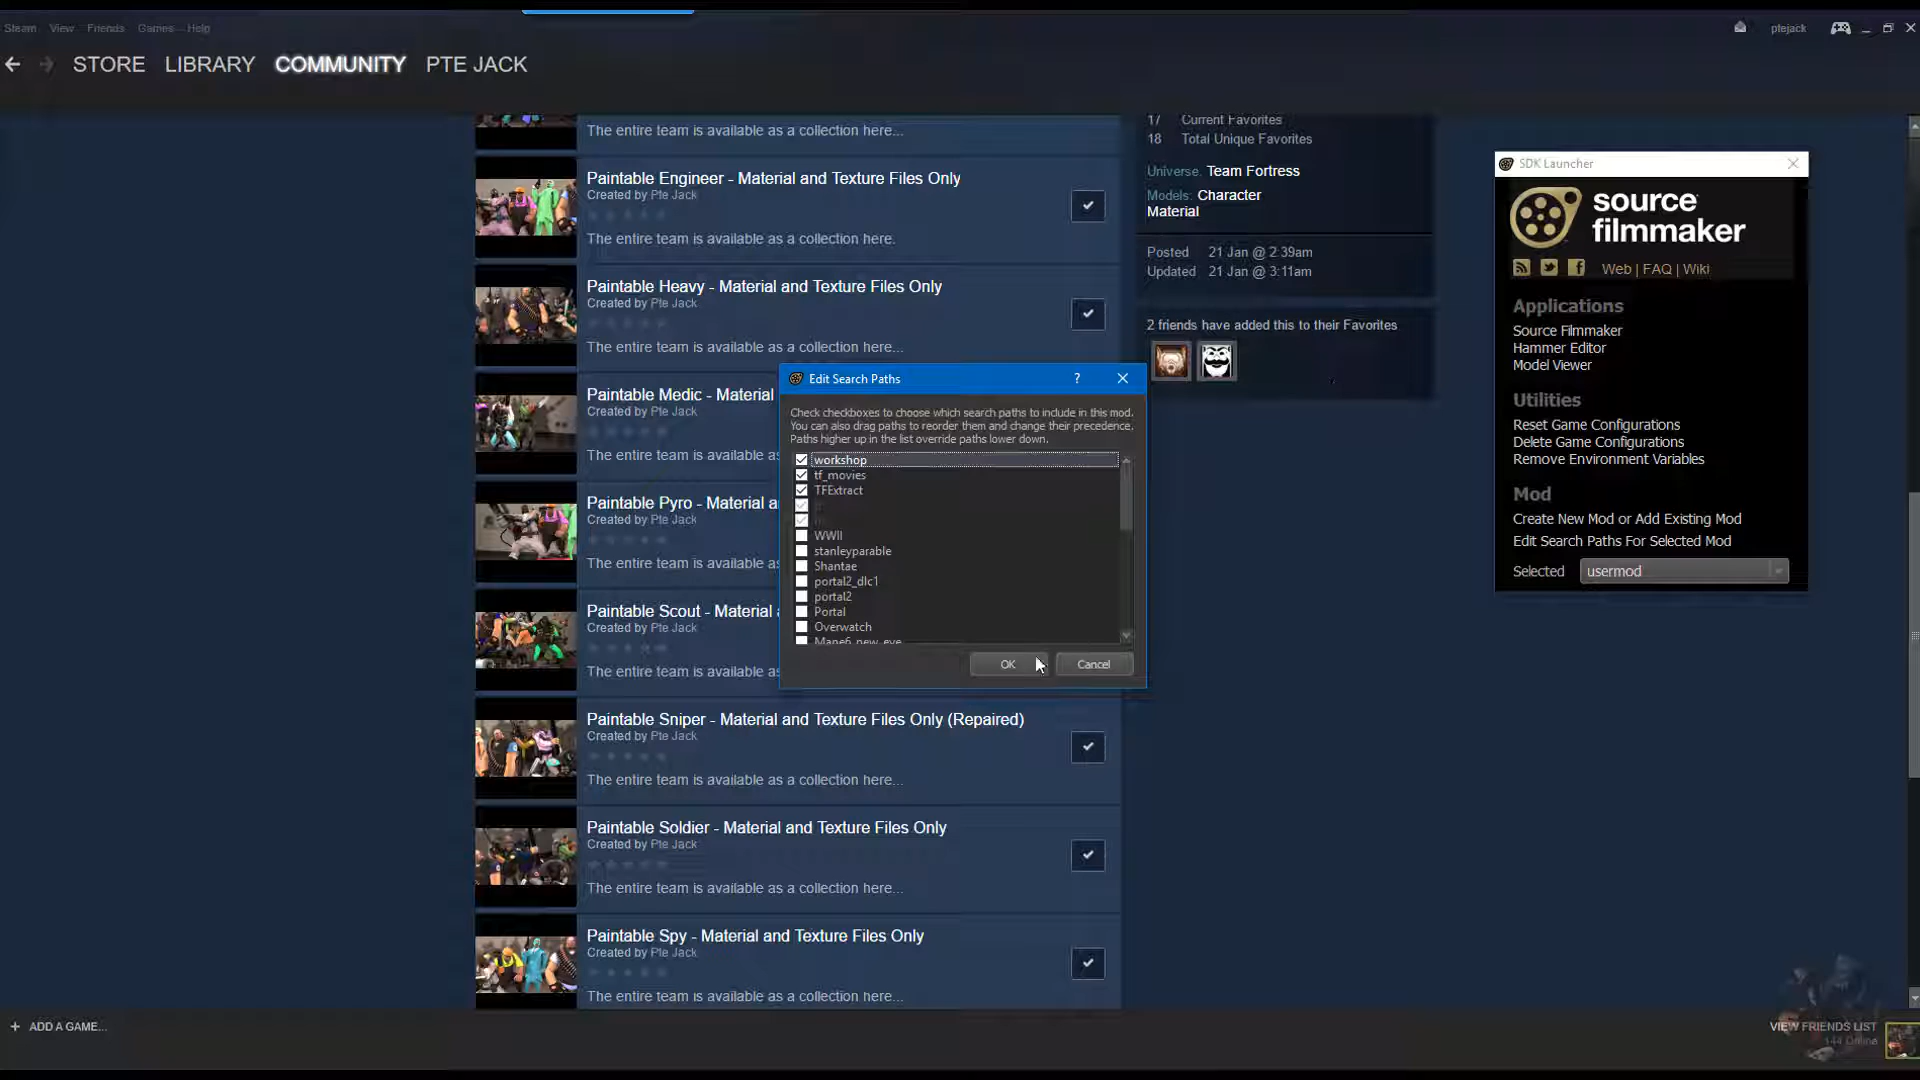 Steam View Friends Games Help
ptejack
STORE LIBRARY COMMUNITY PTE JACK
The entire team is available as a collection here...
Paintable Engineer - Material and Texture Files Only
Created by Pte Jack
The entire team is available as a collection here.
Paintable Heavy - Material and Texture Files Only
Created by Pte Jack
The entire team is available as a collection here...
Paintable Medic - Material
Created by Pte Jack
The entire team is available as
Paintable Pyro - Material a
Created by Pte Jack
The entire team is available as
Paintable Scout - Material
Created by Pte Jack
The entire team is available as
Paintable Sniper - Material and Texture Files Only (Repaired)
Created by Pte Jack
The entire team is available as a collection here...
Paintable Soldier - Material and Texture Files Only
Created by Pte Jack
The entire team is available as a collection here...
Paintable Spy - Material and Texture Files Only
Created by Pte Jack
The entire team is available as a collection here...
17 Current Favorites
18 Total Unique Favorites
Universe: Team Fortress
Models: Character
Material
Posted 21 Jan @ 2:39am
Updated 21 Jan @ 3:11am
2 friends have added this to their Favorites
Edit Search Paths
?
Check checkboxes to choose which search paths to include in this mod.
You can also drag paths to reorder them and change their precedence.
Paths higher up in the list override paths lower down.
workshop
tf_movies
TFExtract
WWII
stanleyparable
Shantae
portal2_dlc1
portal2
Portal
Overwatch
Mane6_new_eye
OK Cancel
SDK Launcher
source
filmmaker
Web | FAQ | Wiki
Applications
Source Filmmaker
Hammer Editor
Model Viewer
Utilities
Reset Game Configurations
Delete Game Configurations
Remove Environment Variables
Mod
Create New Mod or Add Existing Mod
Edit Search Paths For Selected Mod
Selected usermod
+ ADD A GAME...
VIEW FRIENDS LIST
144 Online